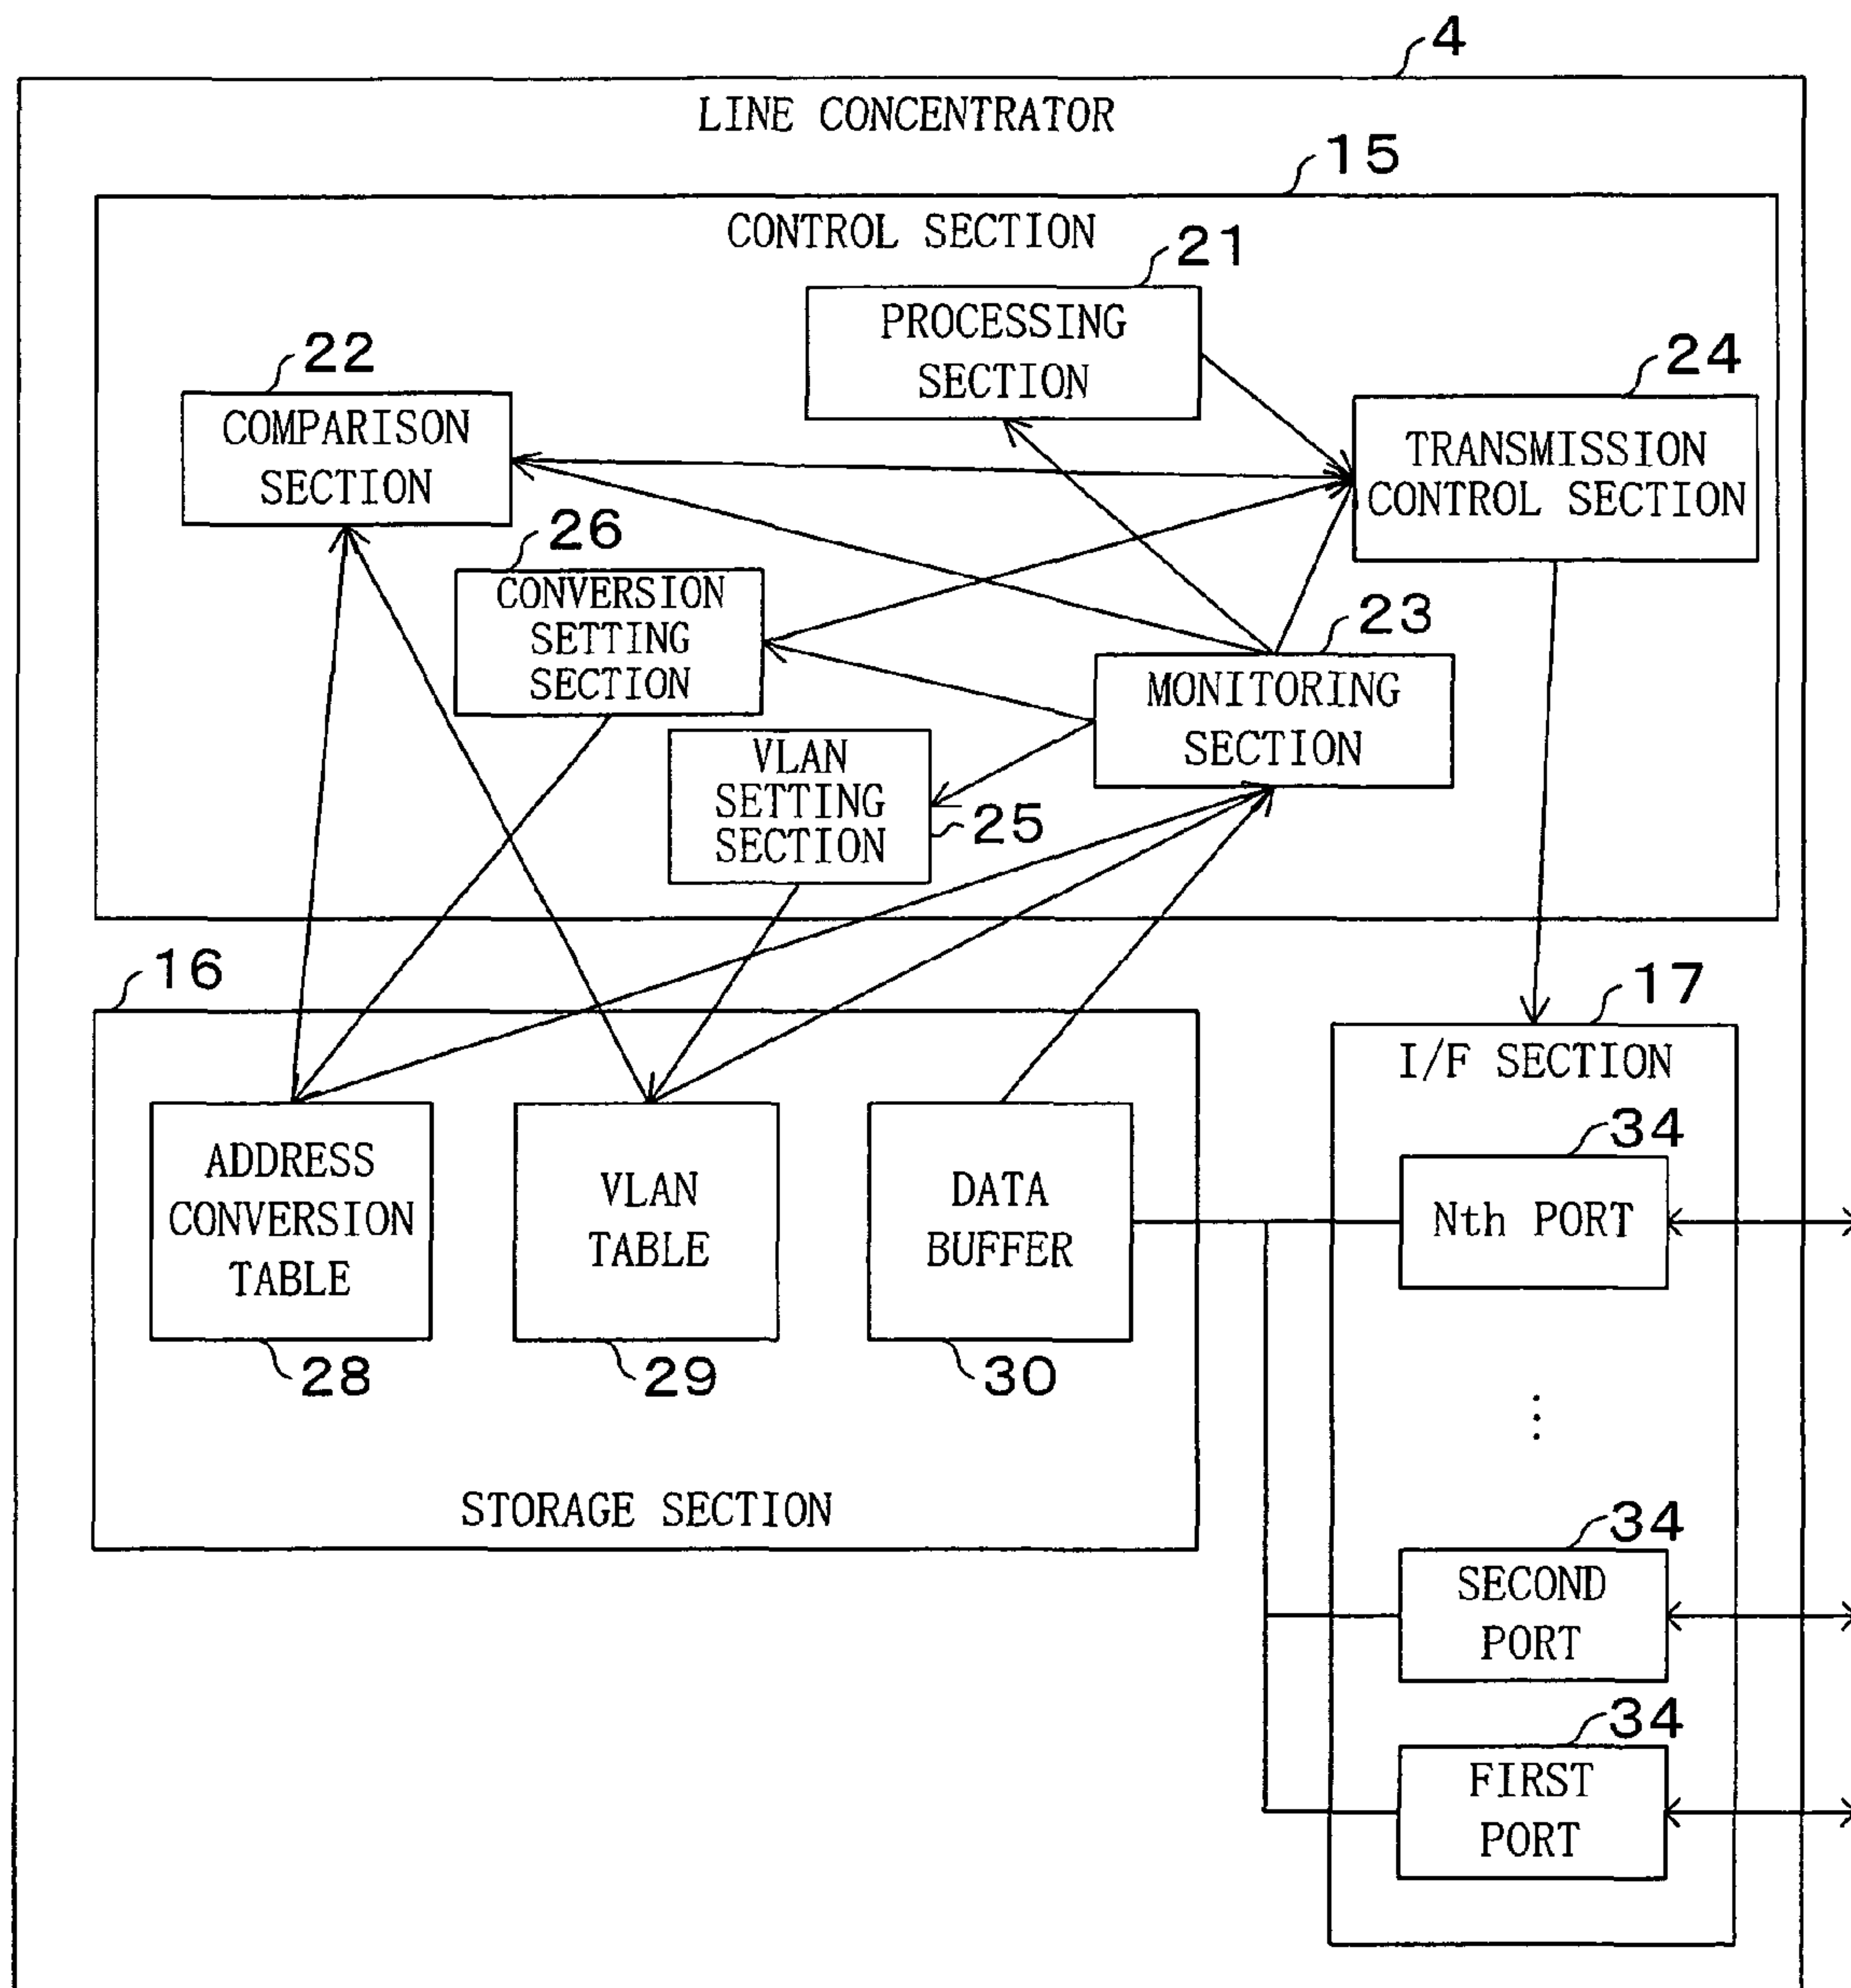 4
LINE CONCENTRATOR
15
CONTROL SECTION
21
PROCESSING
SECTION
22
COMPARISON
SECTION
24
TRANSMISSION
CONTROL SECTION
26
CONVERSION
SETTING
SECTION
23
MONITORING
SECTION
VLAN
SETTING
SECTION
25
16
17
I/F SECTION
ADDRESS
CONVERSION
TABLE
28
VLAN
TABLE
29
DATA
BUFFER
30
STORAGE SECTION
34
Nth PORT
⋮
34
SECOND
PORT
34
FIRST
PORT